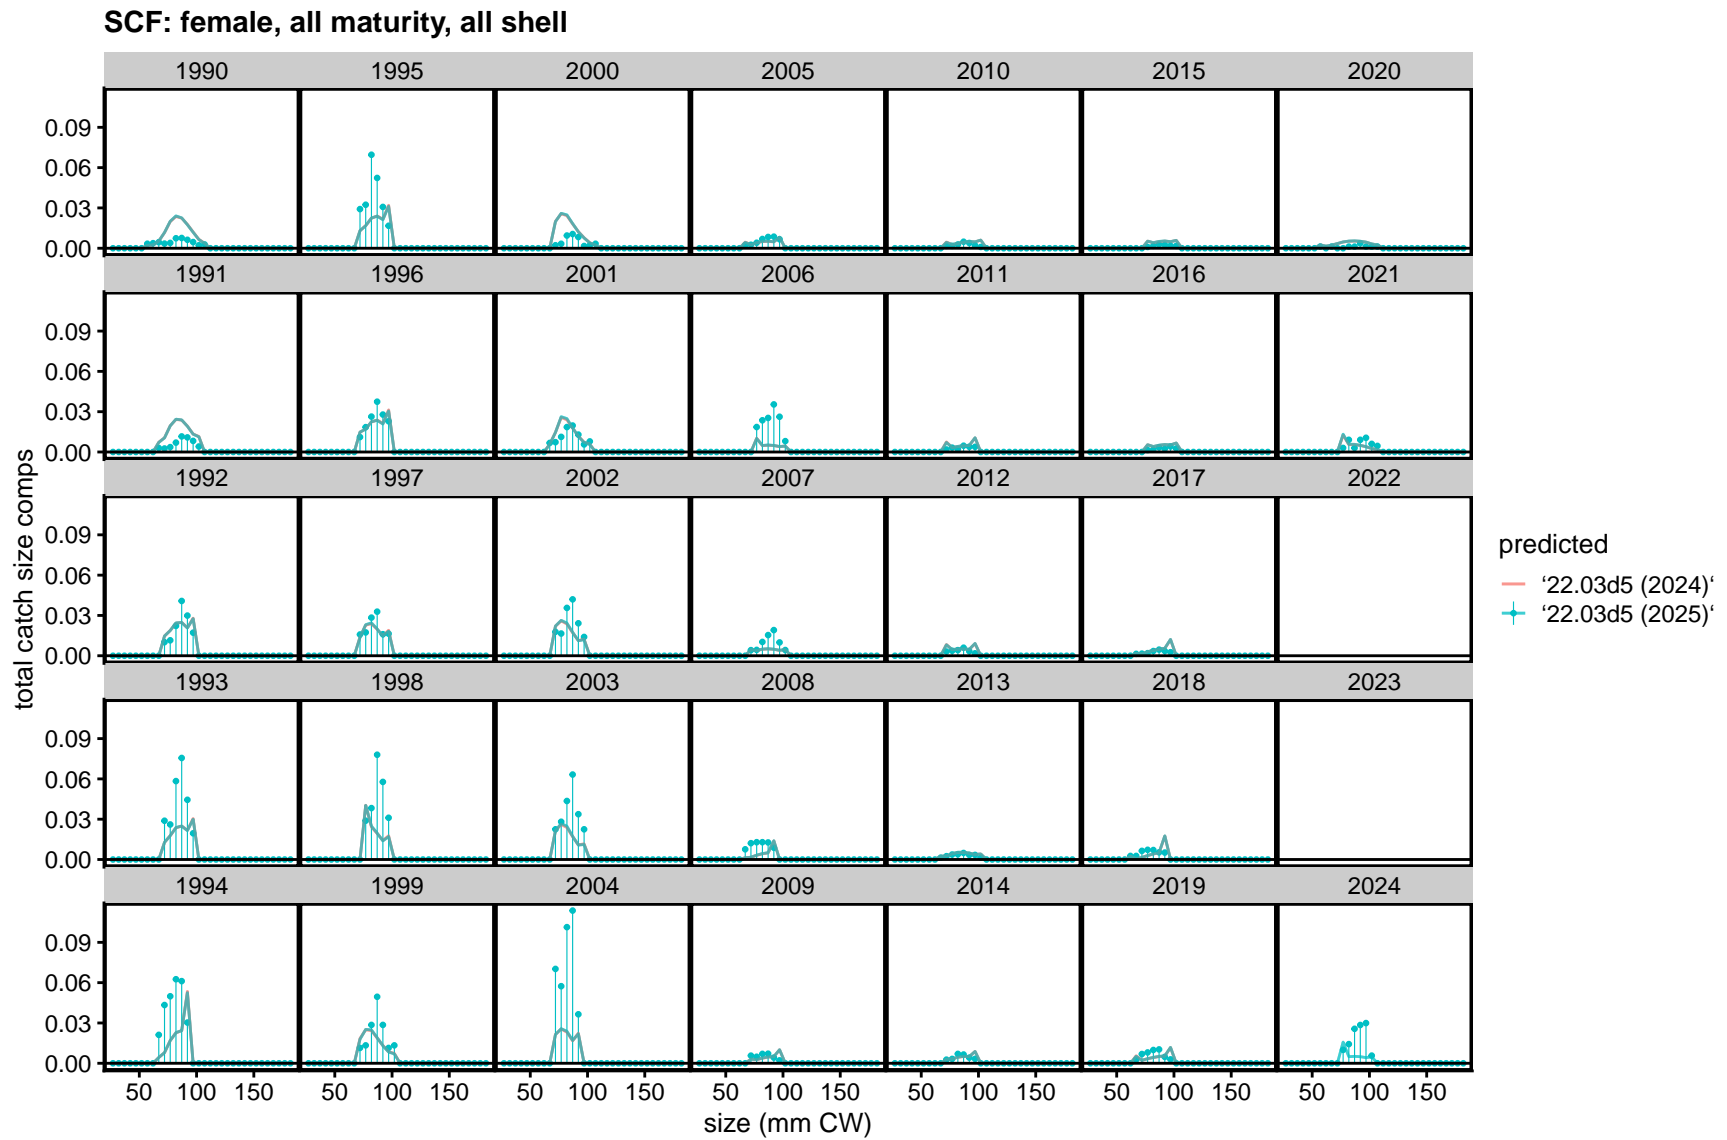 SCF: female, all maturity, all shell
1990 1995 2000 2005 2010 2015 2020
0.09
0.06
0.03
0.00
1991 1996 2001 2006 2011 2016 2021
0.09
0.06
0.03
0.00
1992 1997 2002 2007 2012 2017 2022
0.09
0.06
0.03
0.00
1993 1998 2003 2008 2013 2018 2023
0.09
0.06
0.03
0.00
1994 1999 2004 2009 2014 2019 2024
0.09
0.06
0.03
0.00
50 100 150 50 100 150 50 100 150 50 100 150 50 100 150 50 100 150 50 100 150
size (mm CW)
total catch size comps
predicted
‘22.03d5 (2024)‘
‘22.03d5 (2025)‘